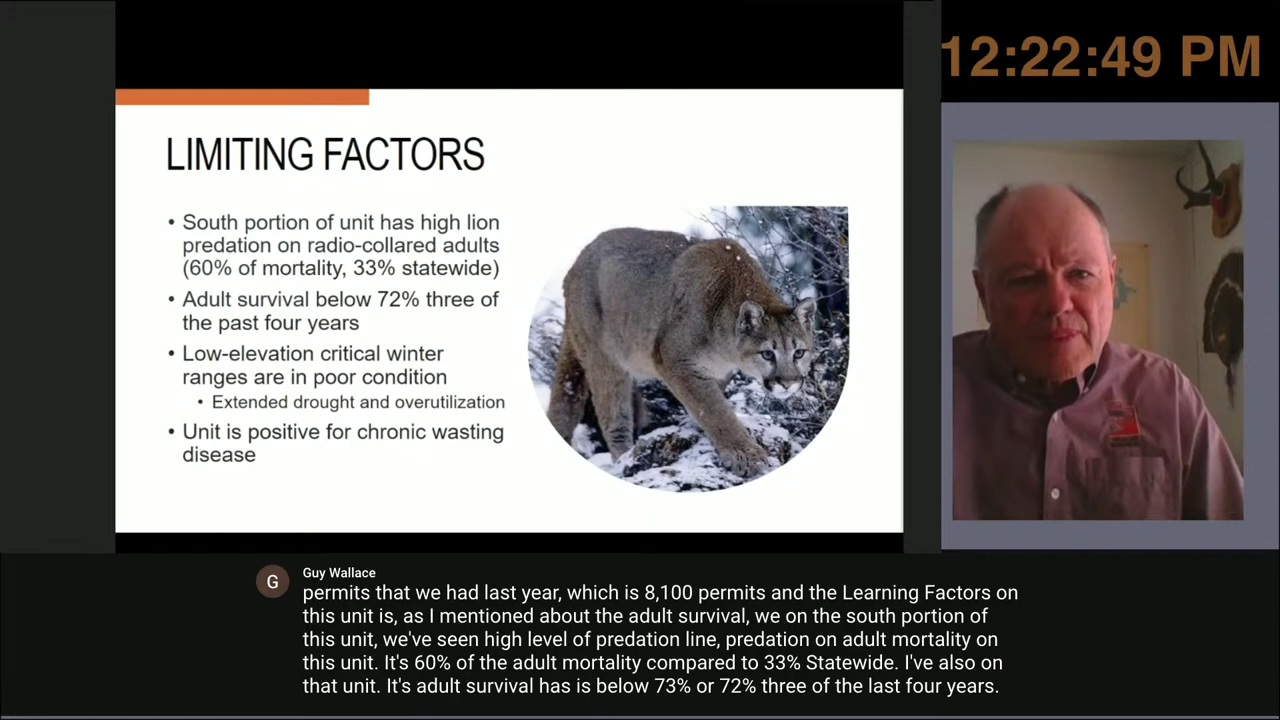 12:22:49 PM
LIMITING FACTORS
• South portion of unit has high lion
predation on radio-collared adults
(60% of mortality, 33% statewide)
• Adult survival below 72% three of
the past four years
• Low-elevation critical winter
ranges are in poor condition
• Extended drought and overutilization
• Unit is positive for chronic wasting
disease
G
Guy Wallace
permits that we had last year, which is 8,100 permits and the Learning Factors on
this unit is, as I mentioned about the adult survival, we on the south portion of
this unit, we've seen high level of predation line, predation on adult mortality on
this unit. It's 60% of the adult mortality compared to 33% Statewide. I've also on
that unit. It's adult survival has is below 73% or 72% three of the last four years.